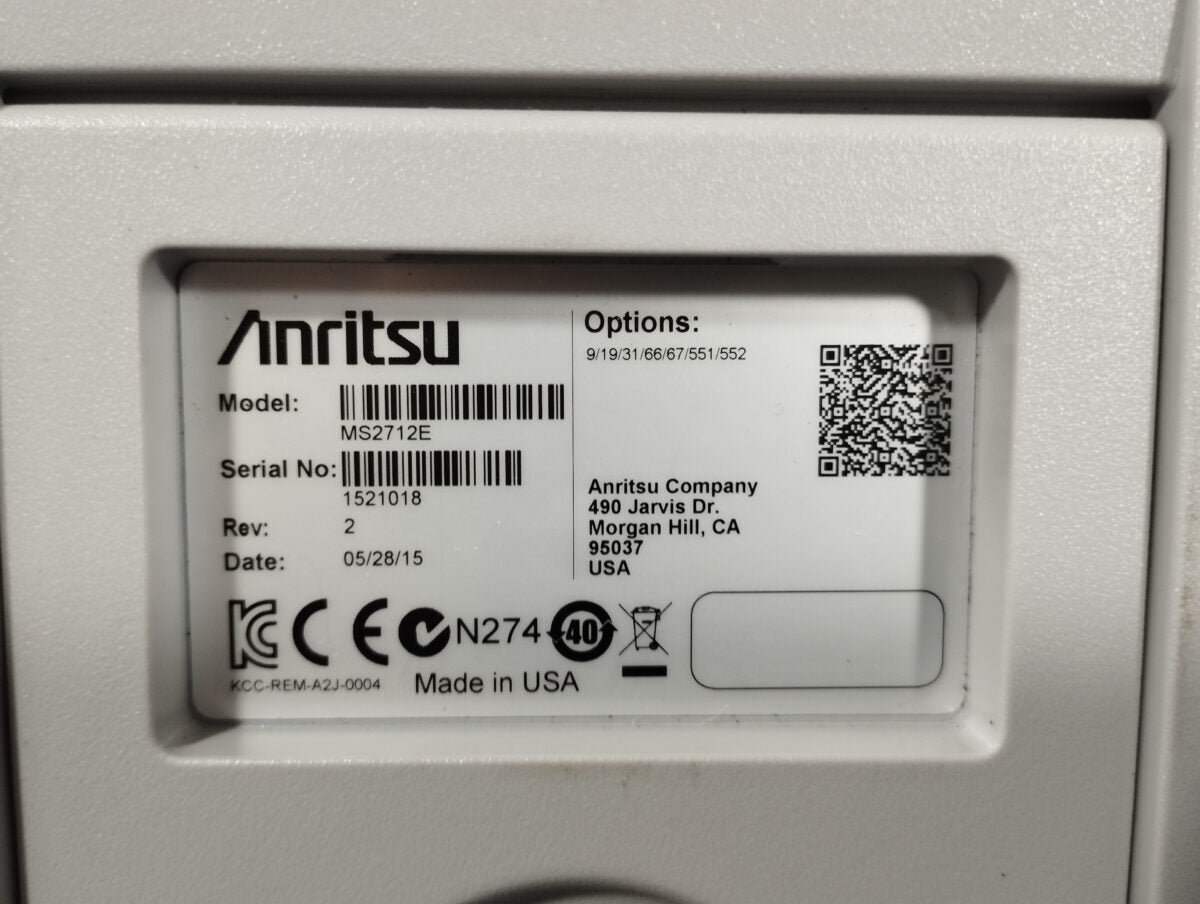 Anritsu
Model:
MS2712E
Serial No:
1521018
Rev: 2
Date: 05/28/15
Options:
9/19/31/66/67/551/552
Anritsu Company
490 Jarvis Dr.
Morgan Hill, CA
95037
USA
KC CE N274 40
KCC-REM-A2J-0004
Made in USA